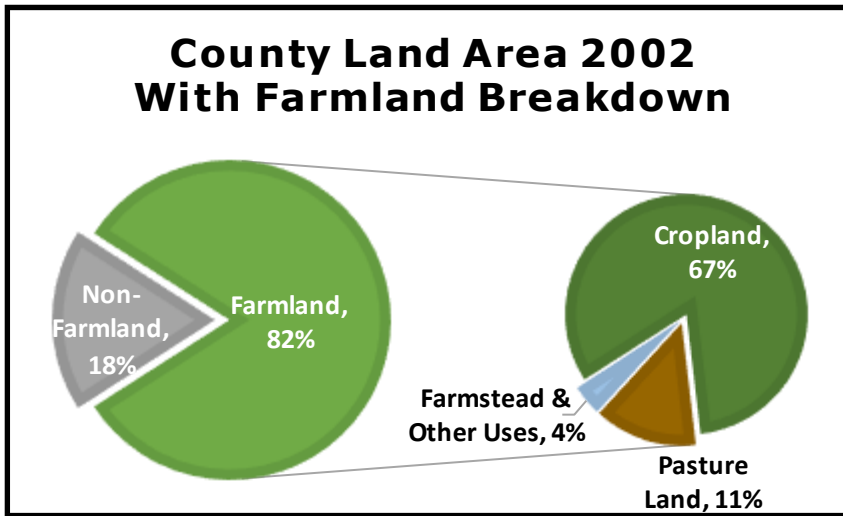 County Land Area 2002
With Farmland Breakdown
Non-
Farmland,
18%
Farmland,
82%
Cropland,
67%
Farmstead &
Other Uses, 4%
Pasture
Land, 11%